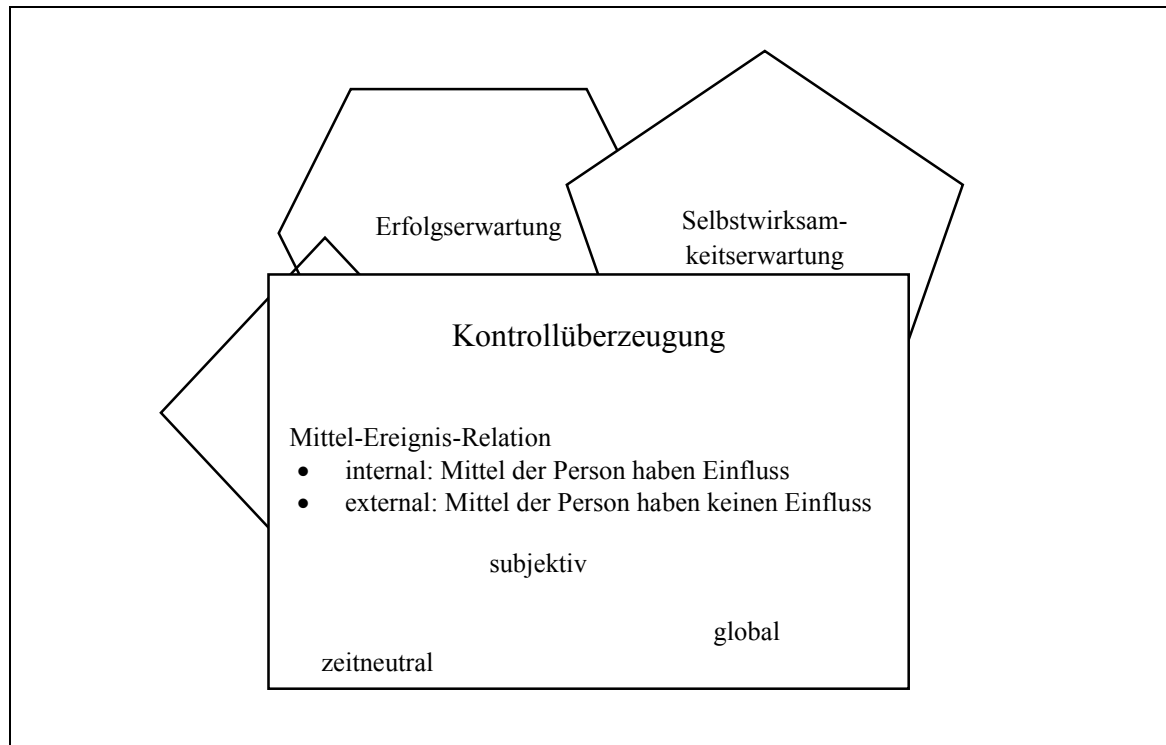 Erfolgserwartung
Selbstwirksam-
keitserwartung
Kontrollüberzeugung
Mittel-Ereignis-Relation
• internal: Mittel der Person haben Einfluss
• external: Mittel der Person haben keinen Einfluss
subjektiv
global
zeitneutral